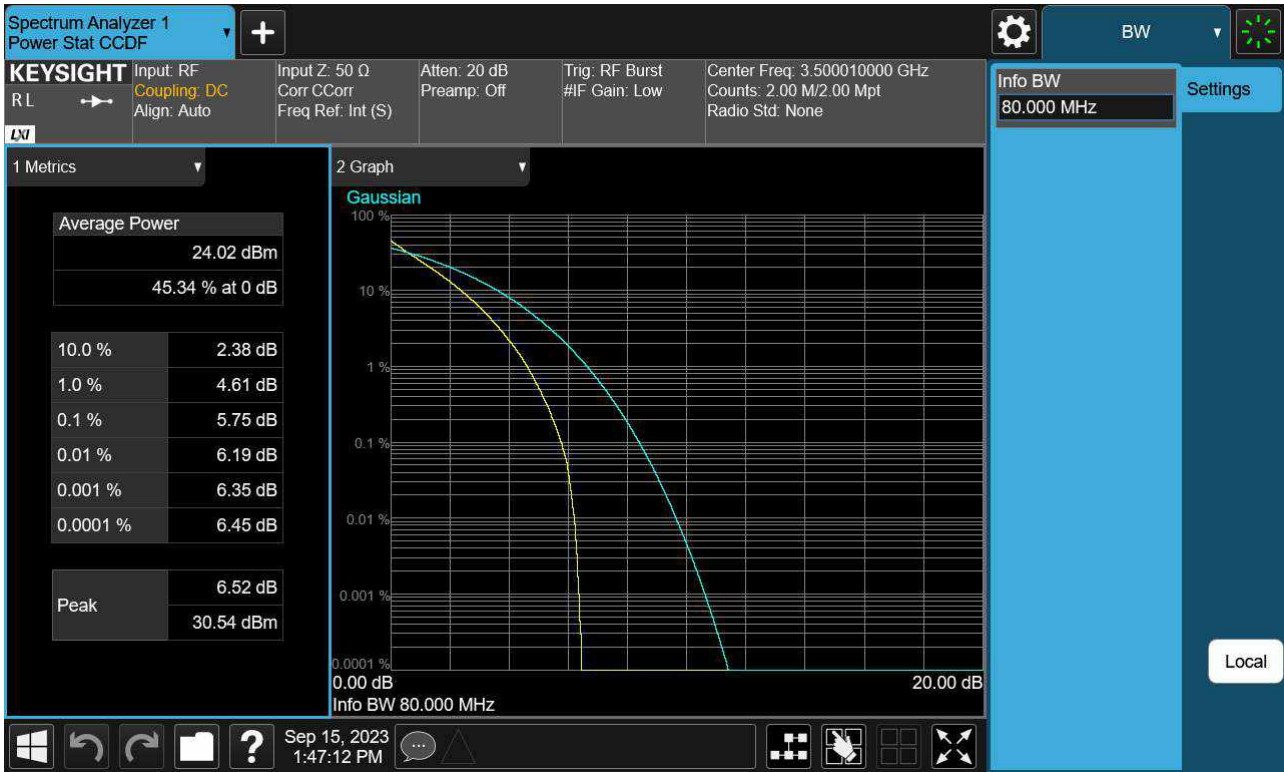 Spectrum Analyzer 1
Power Stat CCDF
+
BW
KEYSIGHT
RL
LXI
Input: RF
Coupling: DC
Align: Auto
Input Z: 50 Ω
Corr CCorr
Freq Ref: Int (S)
Atten: 20 dB
Preamp: Off
Trig: RF Burst
#IF Gain: Low
Center Freq: 3.500010000 GHz
Counts: 2.00 M/2.00 Mpt
Radio Std: None
Info BW
80.000 MHz
Settings
1 Metrics
Average Power
24.02 dBm
45.34 % at 0 dB
10.0 % 2.38 dB
1.0 % 4.61 dB
0.1 % 5.75 dB
0.01 % 6.19 dB
0.001 % 6.35 dB
0.0001 % 6.45 dB
Peak
6.52 dB
30.54 dBm
2 Graph
Gaussian
100 %
10 %
1 %
0.1 %
0.01 %
0.001 %
0.0001 %
0.00 dB 20.00 dB
Info BW 80.000 MHz
Local
?
Sep 15, 2023
1:47:12 PM